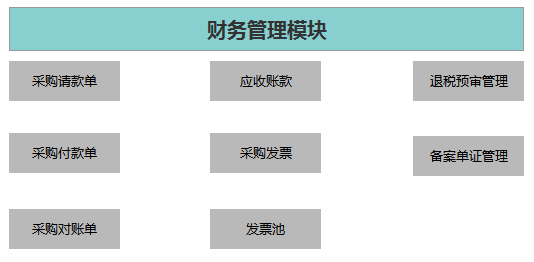 财务管理模块
采购请款单
应收账款
退税预审管理
采购付款单
采购发票
备案单证管理
采购对账单
发票池